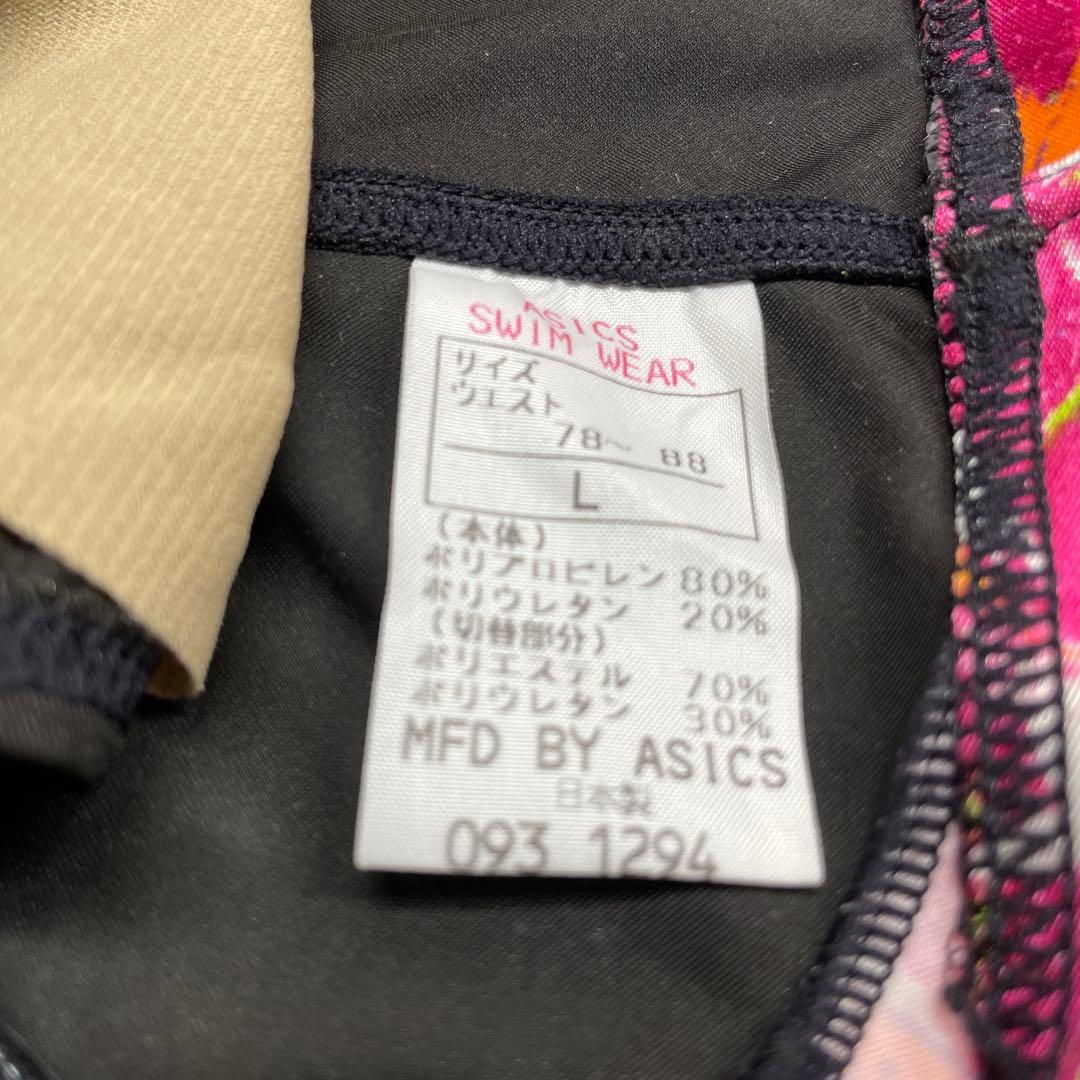 ASICS
SWIM WEAR
サイズ
ウエスト
78～ 88
L
(本体)
ポリプロピレン 80%
ポリウレタン 20%
(切替部分)
ポリエステル 70%
ポリウレタン 30%
MFD BY ASICS
日本製
093 1294